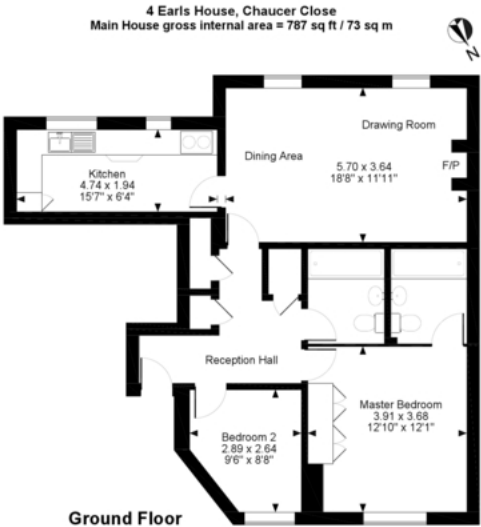 4 Earls House, Chaucer Close
Main House gross internal area = 787 sq ft / 73 sq m
N
Drawing Room
Dining Area
5.70 x 3.64
18'8" x 11'11"
F/P
Kitchen
4.74 x 1.94
15'7" x 6'4"
Reception Hall
Master Bedroom
3.91 x 3.68
12'10" x 12'1"
Bedroom 2
2.89 x 2.64
9'6" x 8'8"
Ground Floor